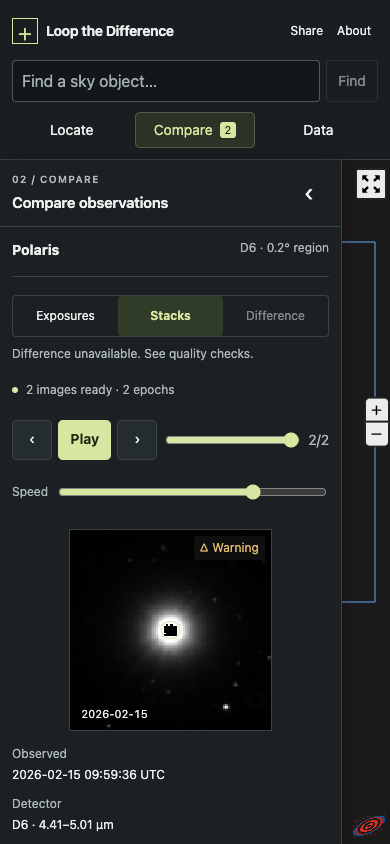 Loop the Difference
Share About
Find a sky object...
Find
Locate
Compare 2
Data
02 / COMPARE
Compare observations
Polaris
D6 · 0.2° region
Exposures
Stacks
Difference
Difference unavailable. See quality checks.
2 images ready · 2 epochs
Play
2/2
Speed
Warning
2026-02-15
Observed
2026-02-15 09:59:36 UTC
Detector
D6 · 4.41–5.01 µm